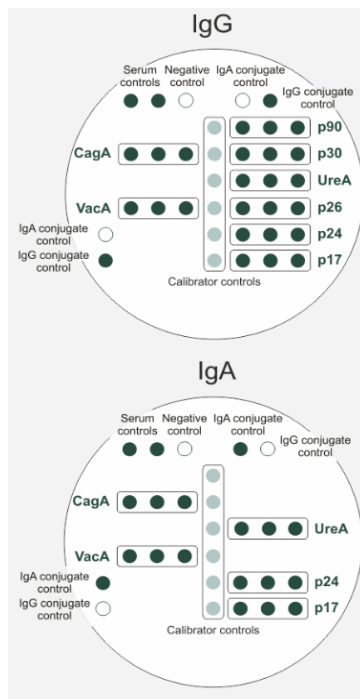 IgG
Serum controls
Negative control
IgA conjugate control
IgG conjugate control
p90
CagA
p30
UreA
VacA
p26
IgA conjugate control
p24
IgG conjugate control
p17
Calibrator controls
IgA
Serum controls
Negative control
IgA conjugate control
IgG conjugate control
CagA
UreA
VacA
IgA conjugate control
p24
IgG conjugate control
p17
Calibrator controls